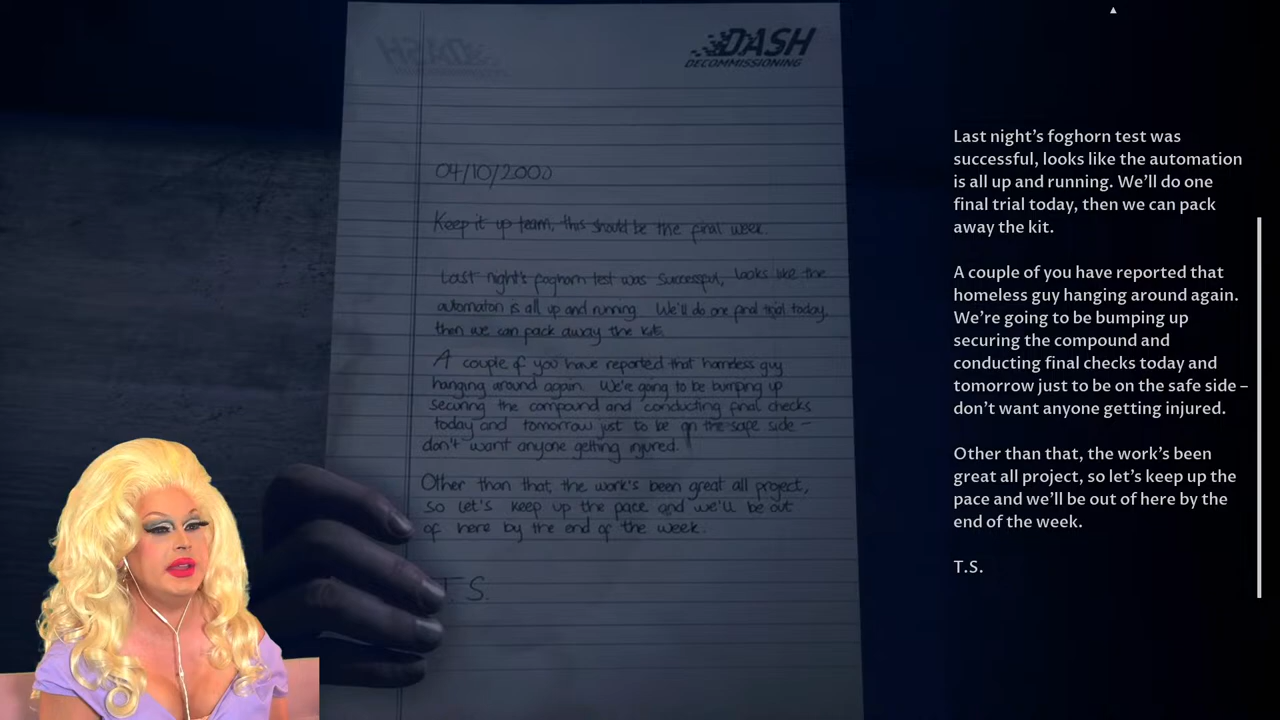 DASH
DECOMMISSIONING
04/10/2000
Keep it up team, this should be the final week.
Last night's foghorn test was successful, looks like the
automation is all up and running. We'll do one final trial today,
then we can pack away the kit.
A couple of you have reported that homeless guy
hanging around again. We're going to be bumping up
securing the compound and conducting final checks
today and tomorrow just to be on the safe side –
don't want anyone getting injured.
Other than that, the work's been great all project,
so let's keep up the pace and we'll be out
of here by the end of the week.
T.S.
Last night's foghorn test was
successful, looks like the automation
is all up and running. We'll do one
final trial today, then we can pack
away the kit.
A couple of you have reported that
homeless guy hanging around again.
We're going to be bumping up
securing the compound and
conducting final checks today and
tomorrow just to be on the safe side –
don't want anyone getting injured.
Other than that, the work's been
great all project, so let's keep up the
pace and we'll be out of here by the
end of the week.
T.S.